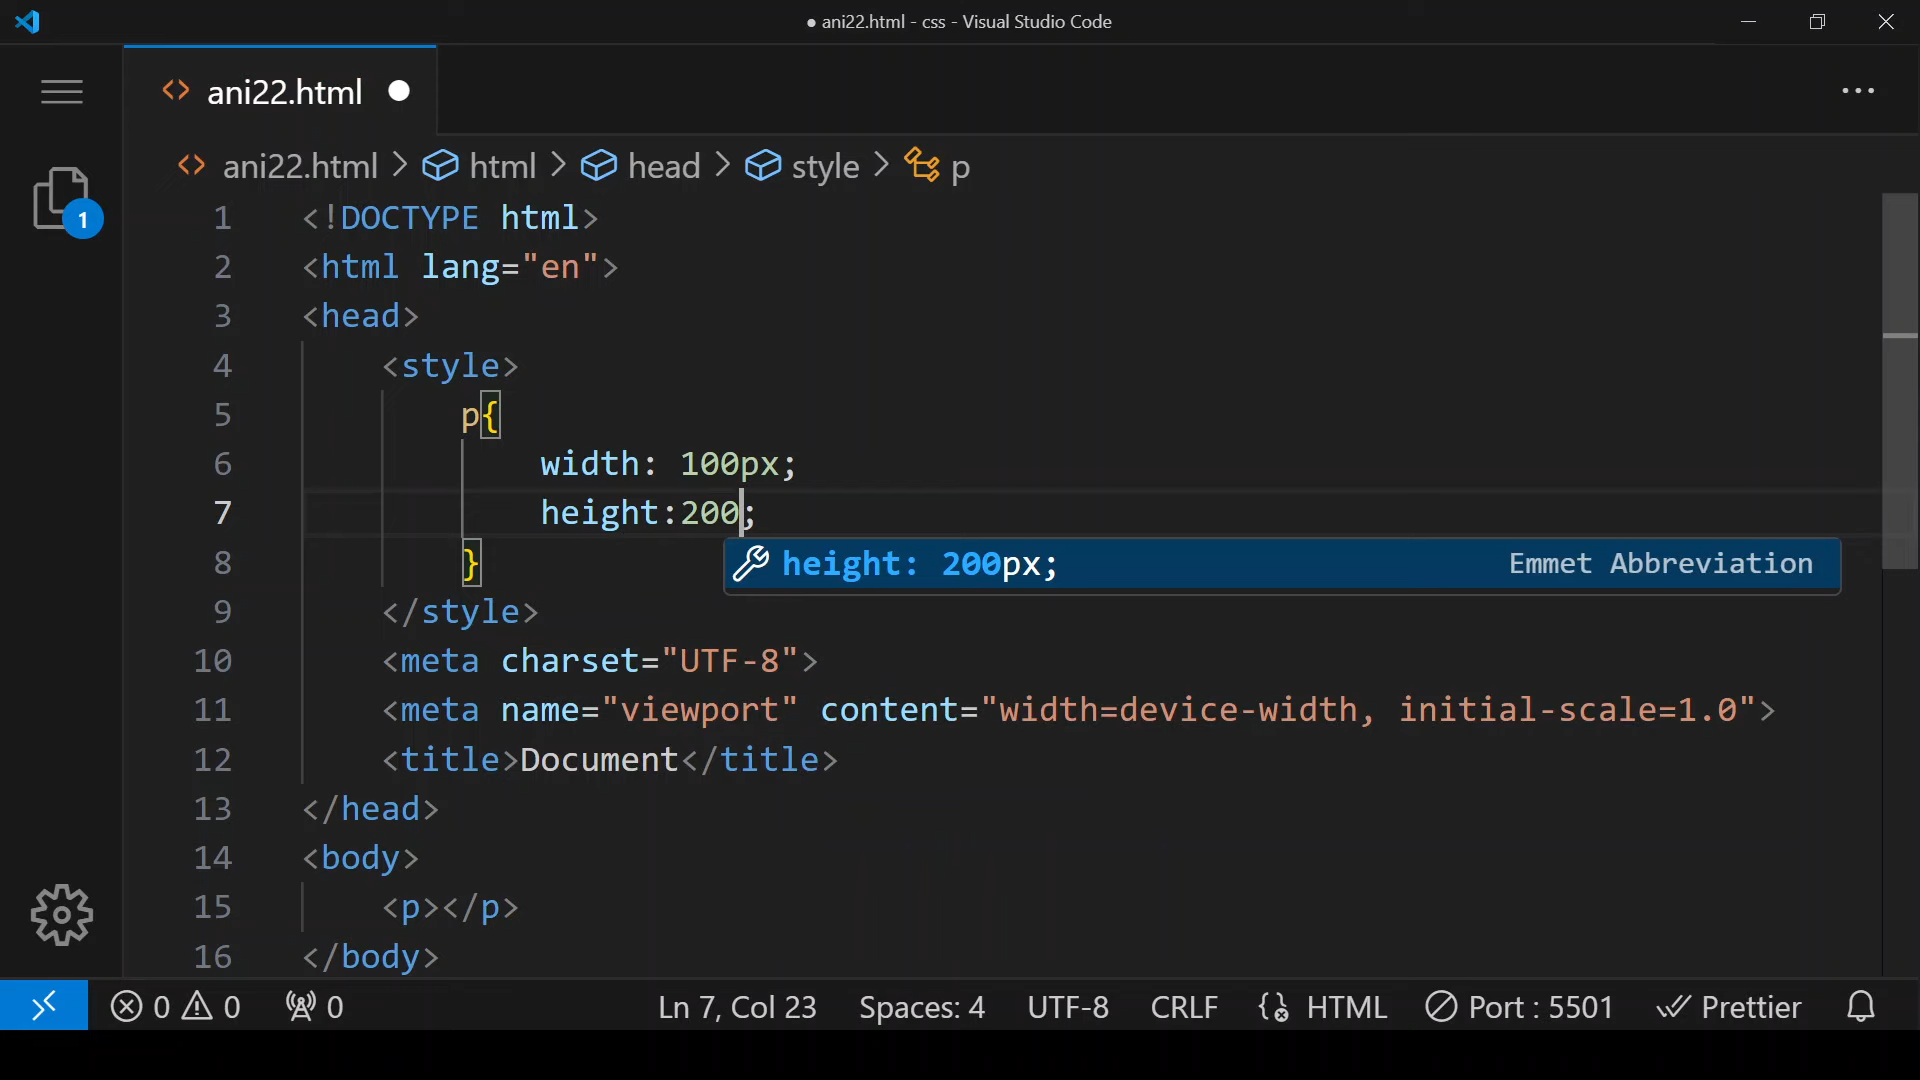 ● ani22.html - css - Visual Studio Code
ani22.html
1
ani22.html > html > head > style > p
1 <!DOCTYPE html>
2 <html lang="en">
3 <head>
4 <style>
5 p{
6 width: 100px;
7 height:200;
height: 200px; Emmet Abbreviation
8 }
9 </style>
10 <meta charset="UTF-8">
11 <meta name="viewport" content="width=device-width, initial-scale=1.0">
12 <title>Document</title>
13 </head>
14 <body>
15 <p></p>
16 </body>
0 0 0 Ln 7, Col 23 Spaces: 4 UTF-8 CRLF HTML Port : 5501 Prettier